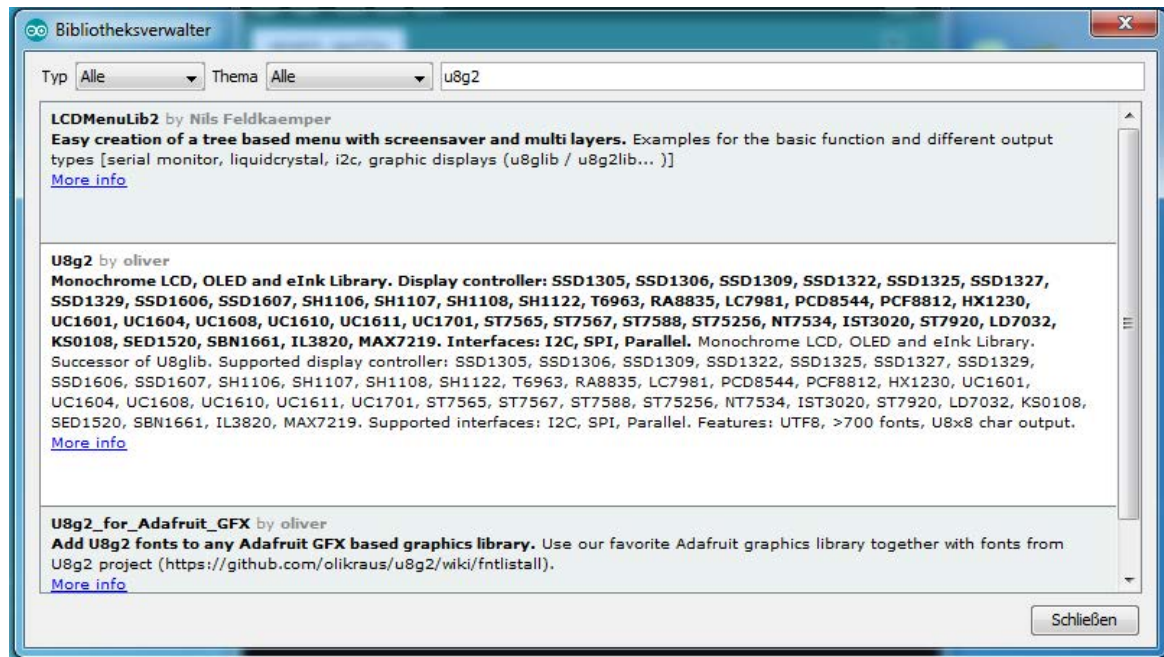 Bibliotheksverwalter
Typ Alle Thema Alle u8g2
LCDMenuLib2 by Nils Feldkaemper
Easy creation of a tree based menu with screensaver and multi layers. Examples for the basic function and different output
types [serial monitor, liquidcrystal, i2c, graphic displays (u8glib / u8g2lib... )]
More info
U8g2 by oliver
Monochrome LCD, OLED and eInk Library. Display controller: SSD1305, SSD1306, SSD1309, SSD1322, SSD1325, SSD1327,
SSD1329, SSD1606, SSD1607, SH1106, SH1107, SH1108, SH1122, T6963, RA8835, LC7981, PCD8544, PCF8812, HX1230,
UC1601, UC1604, UC1608, UC1610, UC1611, UC1701, ST7565, ST7567, ST7588, ST75256, NT7534, IST3020, ST7920, LD7032,
KS0108, SED1520, SBN1661, IL3820, MAX7219. Interfaces: I2C, SPI, Parallel. Monochrome LCD, OLED and eInk Library.
Successor of U8glib. Supported display controller: SSD1305, SSD1306, SSD1309, SSD1322, SSD1325, SSD1327, SSD1329,
SSD1606, SSD1607, SH1106, SH1107, SH1108, SH1122, T6963, RA8835, LC7981, PCD8544, PCF8812, HX1230, UC1601,
UC1604, UC1608, UC1610, UC1611, UC1701, ST7565, ST7567, ST7588, ST75256, NT7534, IST3020, ST7920, LD7032, KS0108,
SED1520, SBN1661, IL3820, MAX7219. Supported interfaces: I2C, SPI, Parallel. Features: UTF8, >700 fonts, U8x8 char output.
More info
U8g2_for_Adafruit_GFX by oliver
Add U8g2 fonts to any Adafruit GFX based graphics library. Use our favorite Adafruit graphics library together with fonts from
U8g2 project (https://github.com/olikraus/u8g2/wiki/fntlistall).
More info
Schließen